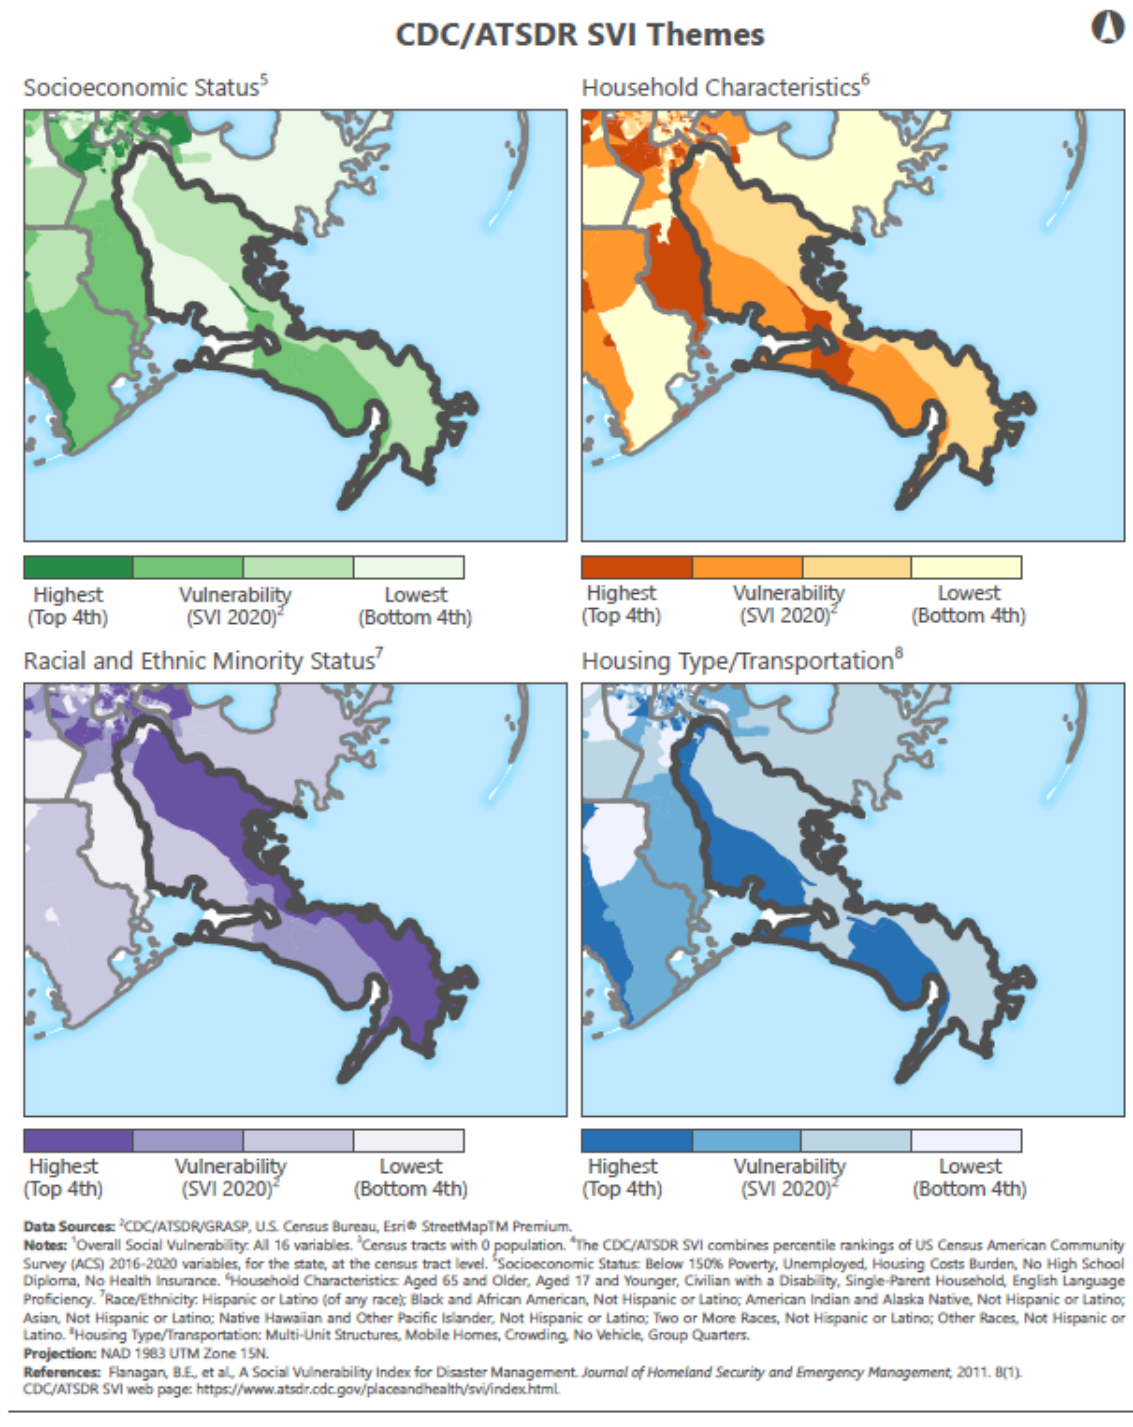 CDC/ATSDR SVI Themes
Socioeconomic Status⁵
Household Characteristics⁶
Highest (Top 4th)
Vulnerability (SVI 2020)²
Lowest (Bottom 4th)
Highest (Top 4th)
Vulnerability (SVI 2020)²
Lowest (Bottom 4th)
Racial and Ethnic Minority Status⁷
Housing Type/Transportation⁸
Highest (Top 4th)
Vulnerability (SVI 2020)²
Lowest (Bottom 4th)
Highest (Top 4th)
Vulnerability (SVI 2020)²
Lowest (Bottom 4th)
Data Sources: ²CDC/ATSDR/GRASP, U.S. Census Bureau, Esri® StreetMapTM Premium.
Notes: ¹Overall Social Vulnerability: All 16 variables. ³Census tracts with 0 population. ⁴The CDC/ATSDR SVI combines percentile rankings of US Census American Community
Survey (ACS) 2016-2020 variables, for the state, at the census tract level. ⁵Socioeconomic Status: Below 150% Poverty, Unemployed, Housing Costs Burden, No High School
Diploma, No Health Insurance. ⁶Household Characteristics: Aged 65 and Older, Aged 17 and Younger, Civilian with a Disability, Single-Parent Household, English Language
Proficiency. ⁷Race/Ethnicity: Hispanic or Latino (of any race); Black and African American, Not Hispanic or Latino; American Indian and Alaska Native, Not Hispanic or Latino;
Asian, Not Hispanic or Latino; Native Hawaiian and Other Pacific Islander, Not Hispanic or Latino; Two or More Races, Not Hispanic or Latino; Other Races, Not Hispanic or
Latino. ⁸Housing Type/Transportation: Multi-Unit Structures, Mobile Homes, Crowding, No Vehicle, Group Quarters.
Projection: NAD 1983 UTM Zone 15N.
References: Flanagan, B.E., et al., A Social Vulnerability Index for Disaster Management. Journal of Homeland Security and Emergency Management, 2011. 8(1).
CDC/ATSDR SVI web page: https://www.atsdr.cdc.gov/placeandhealth/svi/index.html.